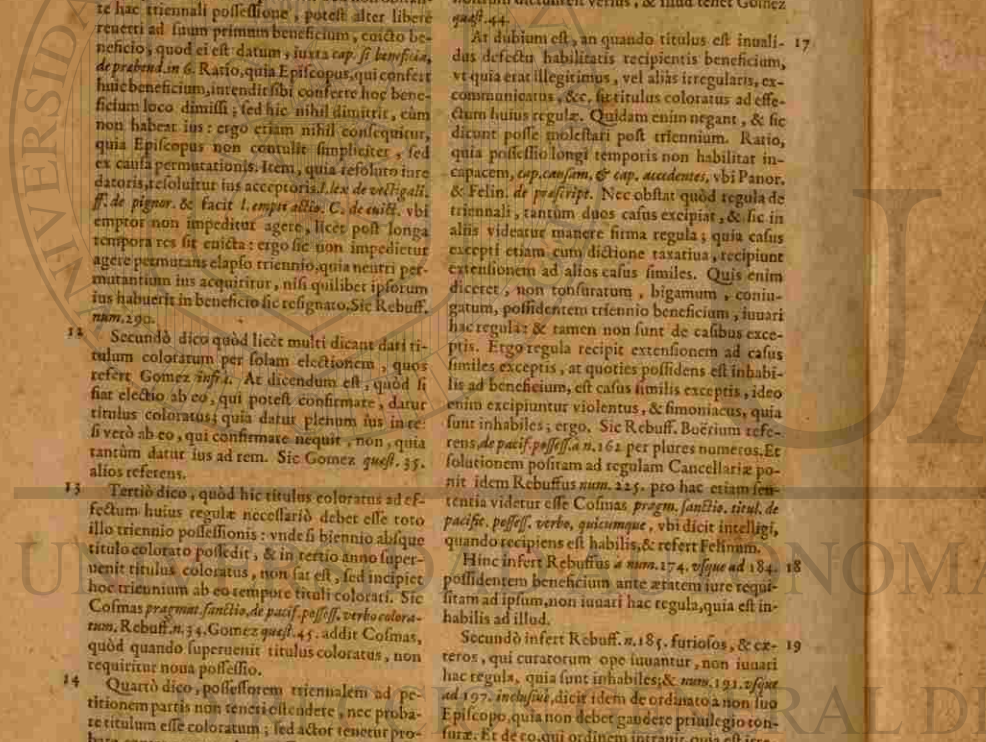 te hac triennali possessione, potest alter liberè
reuerti ad suum primum beneficium, euicto be-
neficio, quod ei est datum, iuxta cap. si beneficia,
de præbend. in 6. Ratio, quia Episcopus, qui confert
huic beneficium, intendit sibi conferre hoc bene-
ficium loco dimissi; sed hic nihil dimittit, cùm
non habeat ius: ergo etiam nihil consequitur,
quia Episcopus non contulit simpliciter, sed
ex causa permutationis. Item, quia resoluto iure
datoris, resoluitur ius acceptoris. l. lex de vectigali.
ff. de pignor. & facit l. empti actio. C. de euict. vbi
emptor non impeditur agere, licèt post longa
tempora res sit euicta: ergo sic non impedietur
agere permutans elapso triennio, quia neutri per-
mutantium ius acquiritur, nisi quilibet ipsorum
ius habuerit in beneficio sic resignato. Sic Rebuff.
num. 290.
12 Secundò dico quòd licèt multi dicant dari ti-
tulum coloratum per solam electionem, quos
refert Gomez infrà. At dicendum est, quòd si
fiat electio ab eo, qui potest confirmare, datur
titulus coloratus; quia datur plenum ius in re:
si verò ab eo, qui confirmare nequit, non, quia
tantùm datur ius ad rem. Sic Gomez quæst. 35.
alios referens.
13 Tertiò dico, quòd hic titulus coloratus ad ef-
fectum huius regulæ necessariò debet esse toto
illo triennio possessionis: vnde si biennio absque
titulo colorato possedit, & in tertio anno super-
uenit titulus coloratus, non sat est, sed incipiet
hoc triennium ab eo tempore tituli colorati. Sic
Cosmas pragmat. sanctio, de pacif. possess. verbo colora-
tum, Rebuff. n. 34. Gomez quæst. 45. addit Cosmas,
quòd quando superuenit titulus coloratus, non
requiritur noua possessio.
14 Quartò dico, possessorem triennalem ad pe-
titionem partis non teneri ostendere, nec proba-
re titulum esse coloratum; sed actor tenetur pro-
& illud tenet Gomez
quæst. 44.
At dubium est, an quando titulus est inuali- 17
dus defectu habilitatis recipientis beneficium,
vt quia erat illegitimus, vel aliàs irregularis, ex-
communicatus, &c. sit titulus coloratus ad effe-
ctum huius regulæ. Quidam enim negant, & sic
dicunt posse molestari post triennium. Ratio,
quia possessio longi temporis non habilitat in-
capacem, cap. causam, & cap. accedentes, vbi Panor.
& Felin. de præscript. Nec obstat quòd regula de
triennali, tantùm duos casus excipiat, & sic in
aliis videatur manere firma regula; quia casus
excepti etiam cum dictione taxatiua, recipiunt
extensionem ad alios casus similes. Quis enim
diceret, non tonsuratum, bigamum, coniu-
gatum, possidentem triennio beneficium, iuuari
hac regula: & tamen non sunt de casibus exce-
ptis. Ergo regula recipit extensionem ad casus
similes exceptis, at quoties possidens est inhabi-
lis ad beneficium, est casus similis exceptis, ideo
enim excipiuntur violentus, & simoniacus, quia
sunt inhabiles; ergo. Sic Rebuff. Boërium refe-
rens, de pacif. possess. à n. 162 per plures numeros. Et
solutionem positam ad regulam Cancellariæ po-
nit idem Rebuffus num. 225. pro hac etiam sen-
tentia videtur esse Cosmas pragm. sanctio. titul. de
pacific. possess. verbo, quicumque, vbi dicit intelligi,
quando recipiens est habilis, & refert Felinum.
Hinc infert Rebuffus à num. 174. vsque ad 184. 18
possidentem beneficium ante ætatem iure requi-
sitam ad ipsum, non iuuari hac regula, quia est in-
habilis ad illud.
Secundò infert Rebuff. n. 185. furiosos, & cæ- 19
teros, qui curatorum ope iuuantur, non iuuari
hac regula, quia sunt inhabiles; & num. 191. vsque
ad 197. inclusiuè, dicit idem de ordinato à non suo
Episcopo, quia non debet gaudere priuilegio ton-
suræ. Et de eo, qui ordinem intrauit, quia est irre-